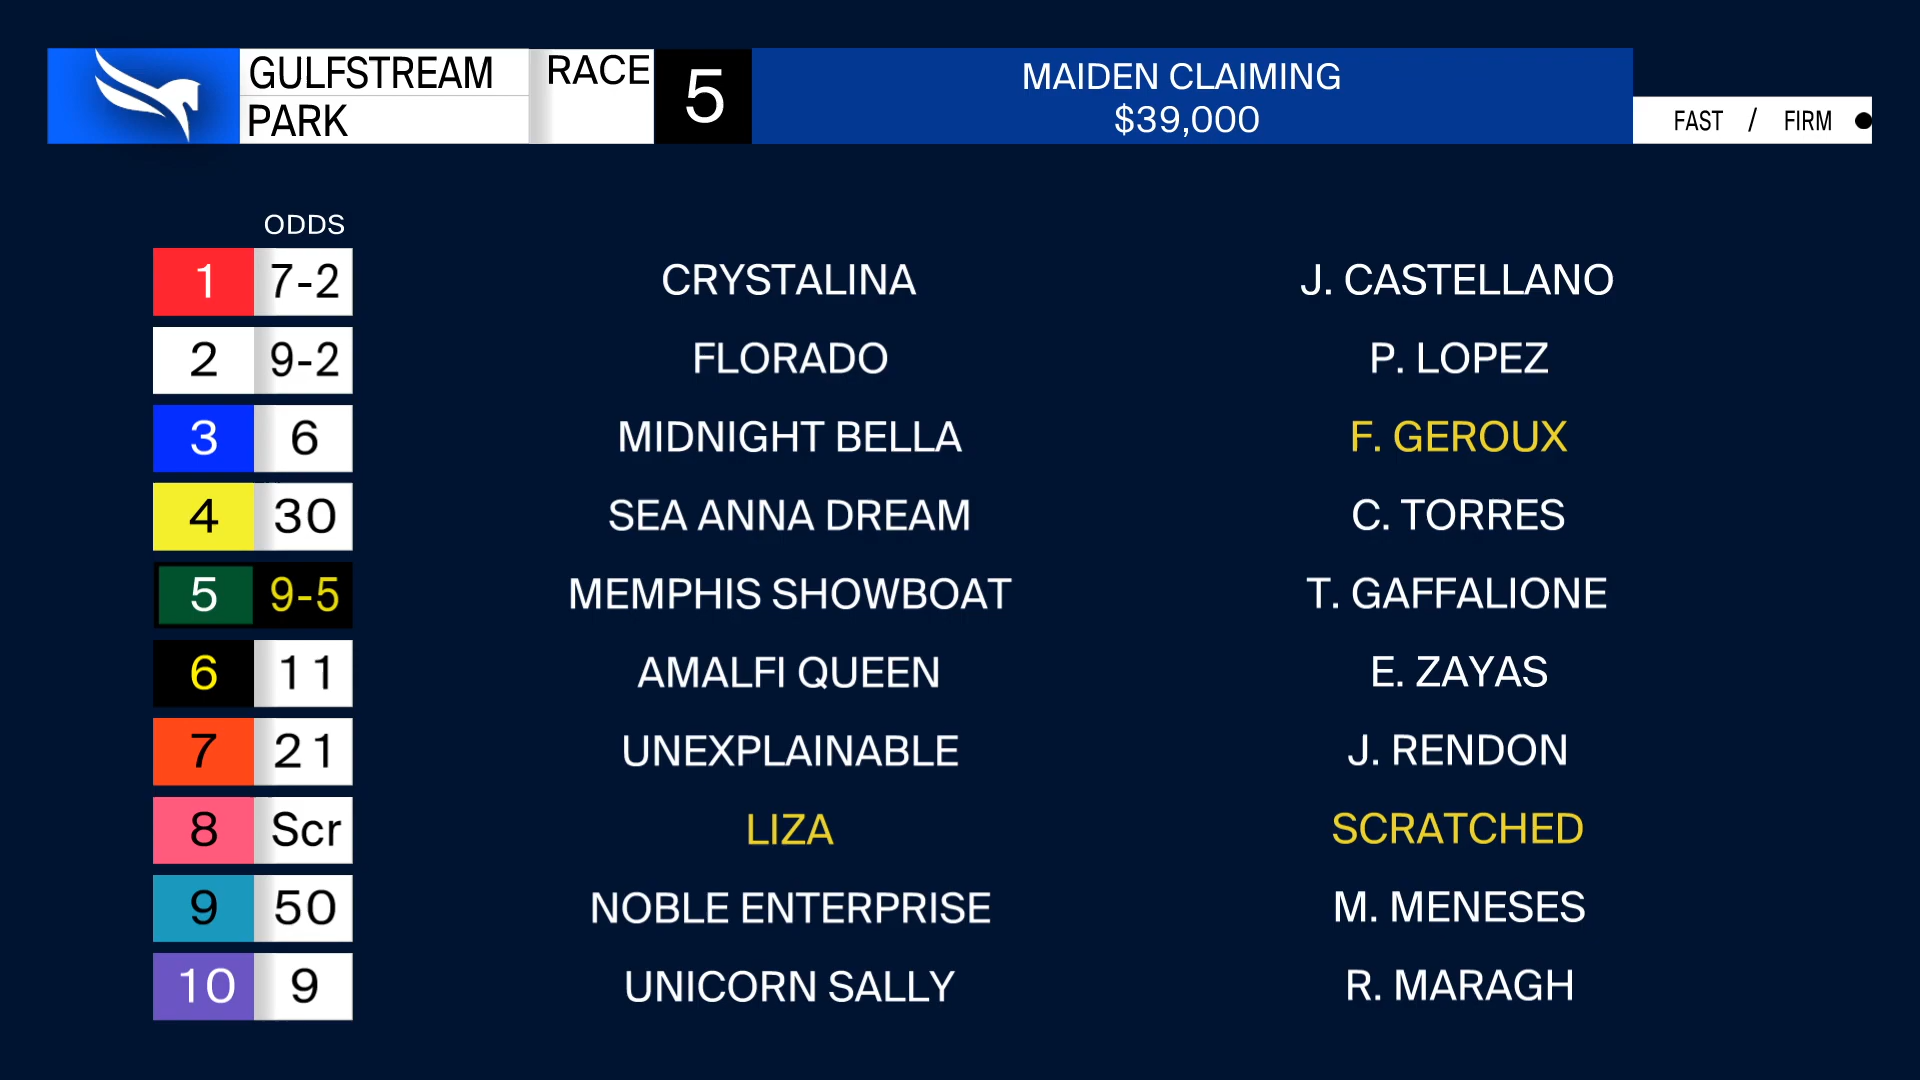 GULFSTREAM
PARK
RACE
5
MAIDEN CLAIMING
$39,000
FAST / FIRM
ODDS
1 7-2 CRYSTALINA J. CASTELLANO
2 9-2 FLORADO P. LOPEZ
3 6 MIDNIGHT BELLA F. GEROUX
4 30 SEA ANNA DREAM C. TORRES
5 9-5 MEMPHIS SHOWBOAT T. GAFFALIONE
6 11 AMALFI QUEEN E. ZAYAS
7 21 UNEXPLAINABLE J. RENDON
8 Scr LIZA SCRATCHED
9 50 NOBLE ENTERPRISE M. MENESES
10 9 UNICORN SALLY R. MARAGH